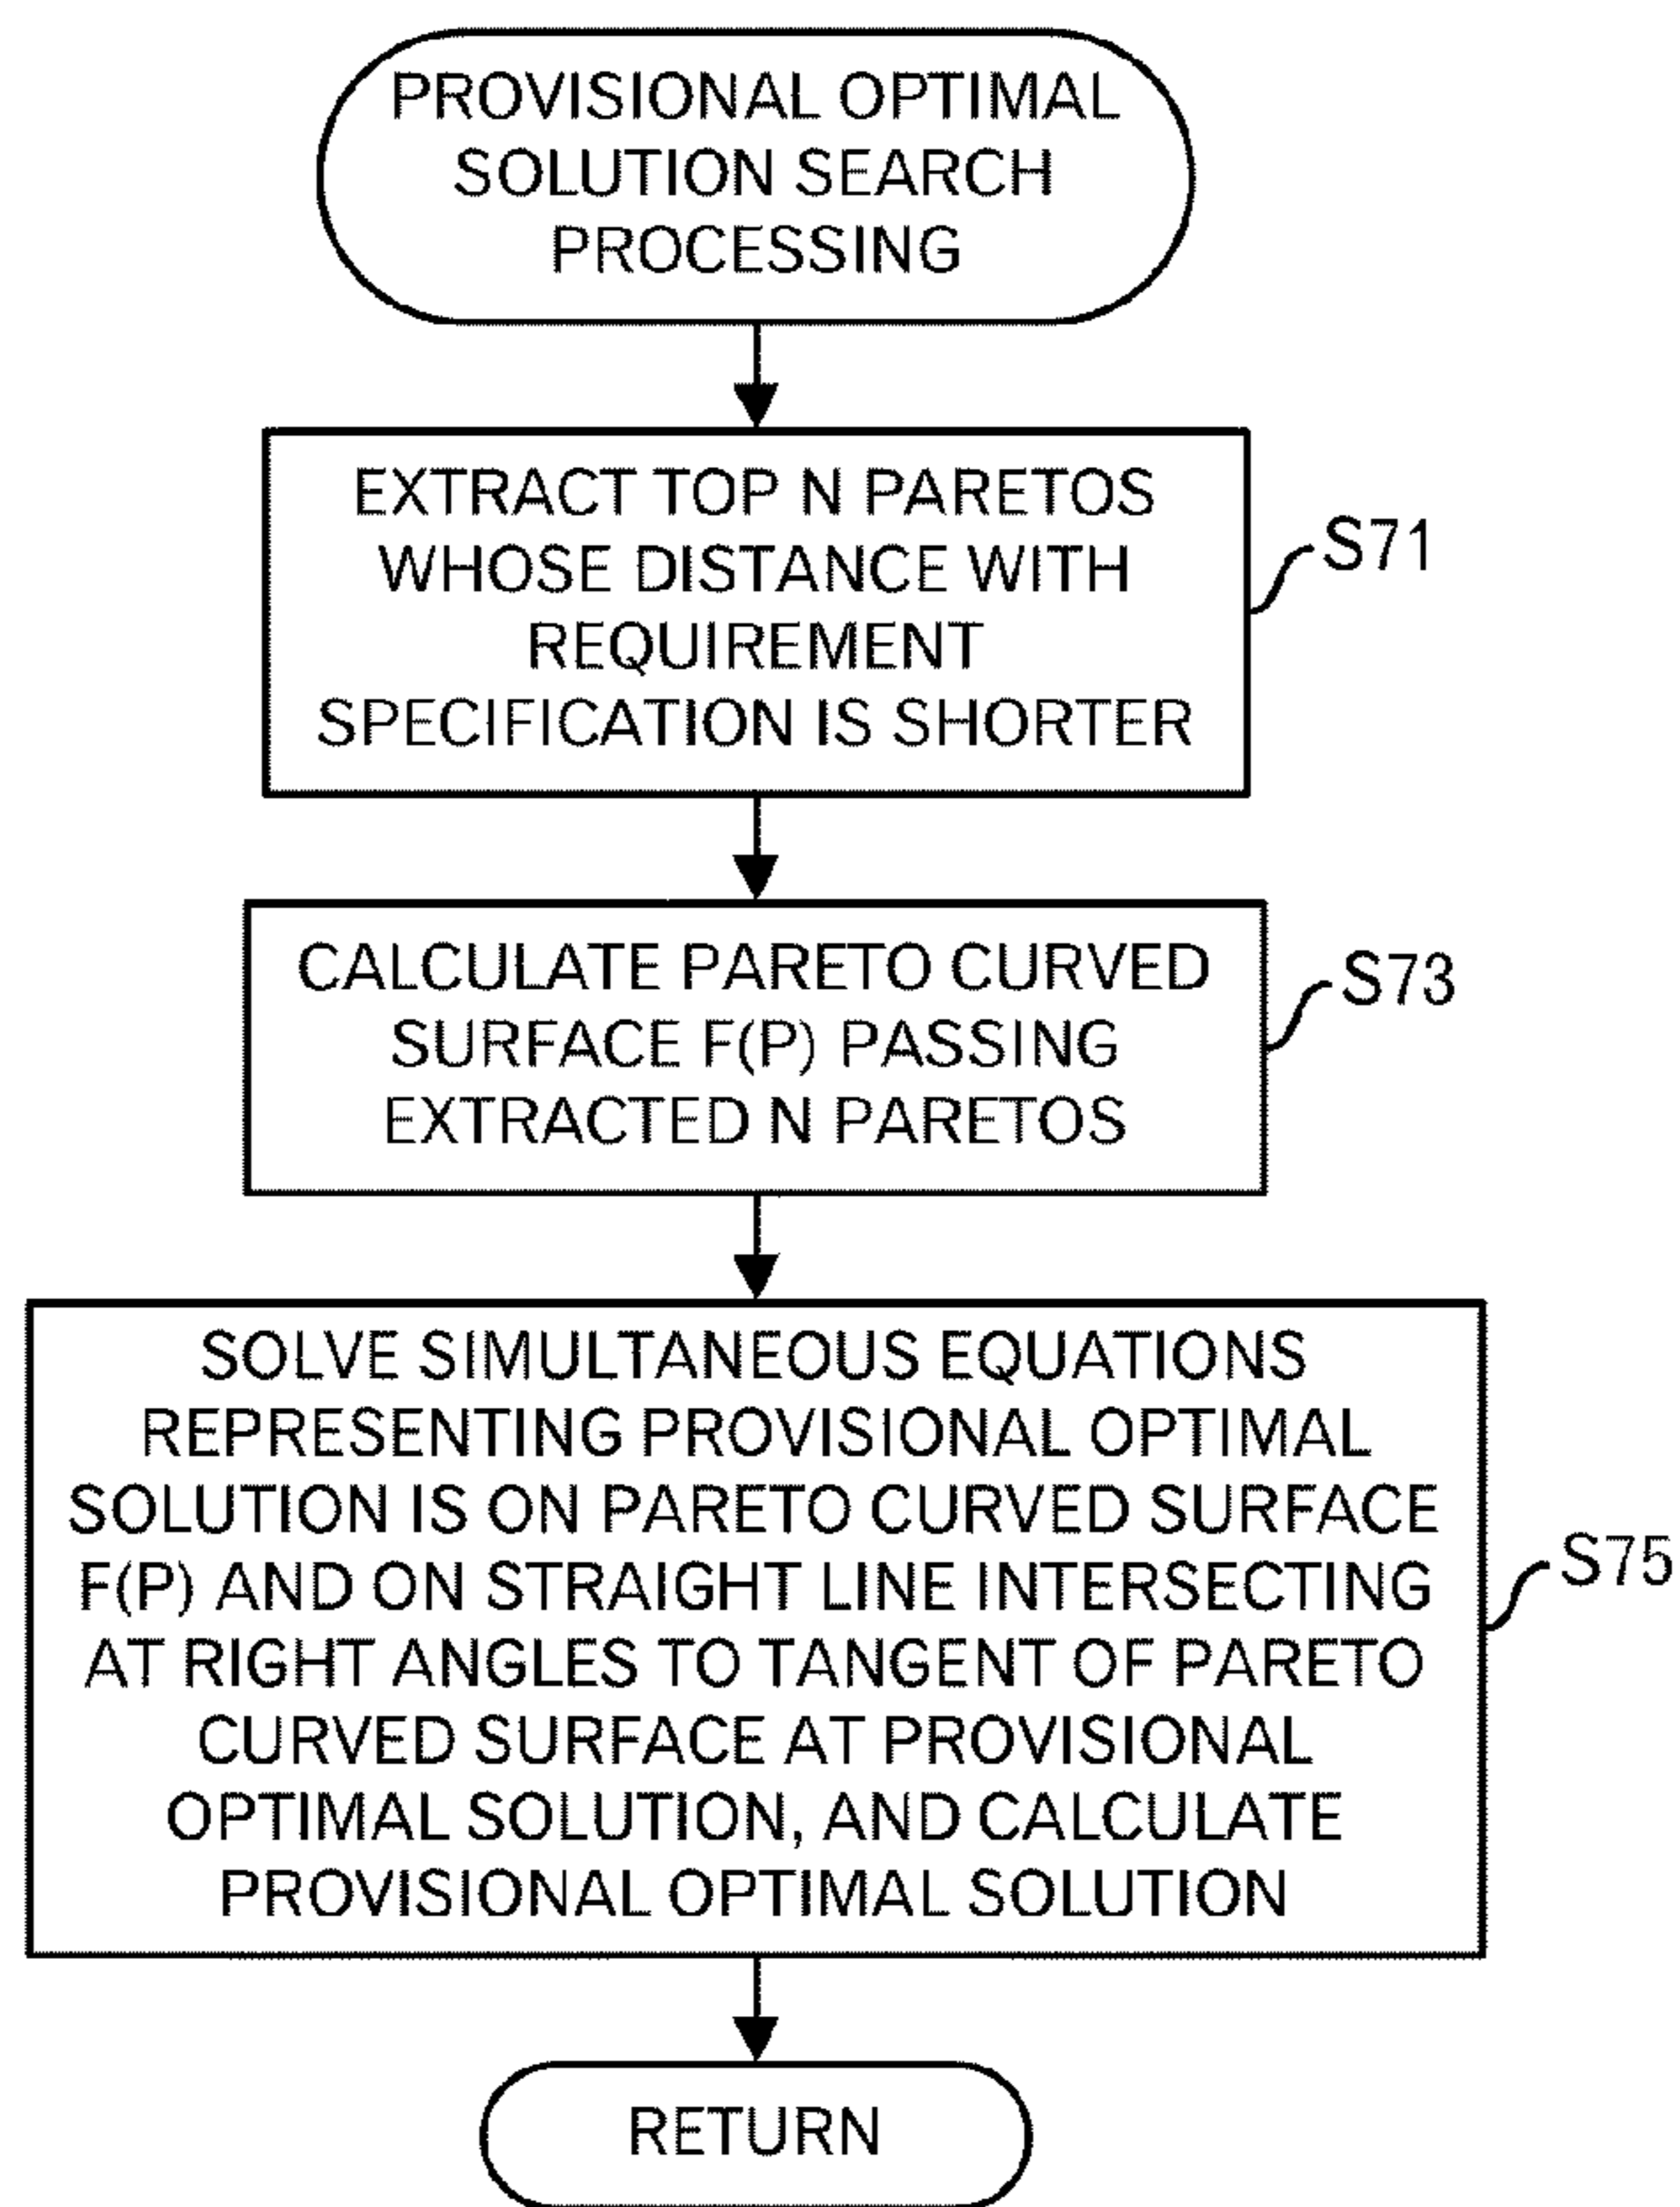 PROVISIONAL OPTIMAL
SOLUTION SEARCH
PROCESSING
EXTRACT TOP N PARETOS
WHOSE DISTANCE WITH
REQUIREMENT
SPECIFICATION IS SHORTER
S71
CALCULATE PARETO CURVED
SURFACE F(P) PASSING
EXTRACTED N PARETOS
S73
SOLVE SIMULTANEOUS EQUATIONS
REPRESENTING PROVISIONAL OPTIMAL
SOLUTION IS ON PARETO CURVED SURFACE
F(P) AND ON STRAIGHT LINE INTERSECTING
AT RIGHT ANGLES TO TANGENT OF PARETO
CURVED SURFACE AT PROVISIONAL
OPTIMAL SOLUTION, AND CALCULATE
PROVISIONAL OPTIMAL SOLUTION
S75
RETURN